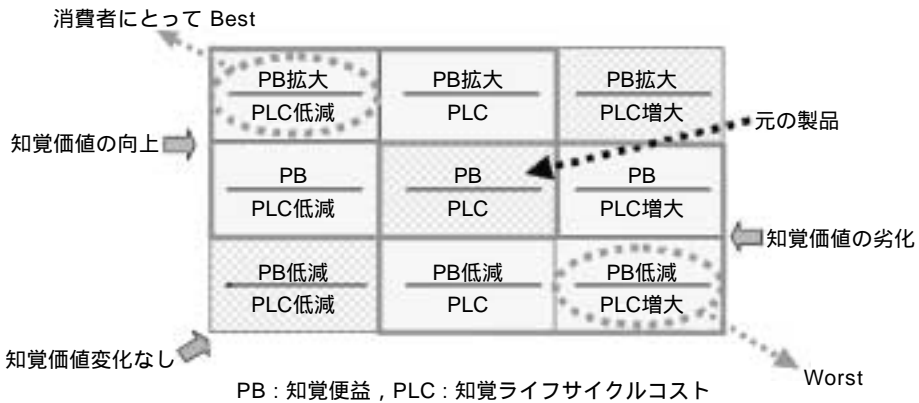 消費者にとって Best
PB拡大
PLC低減
PB拡大
PLC
PB拡大
PLC増大
元の製品
知覚価値の向上
PB
PLC低減
PB
PLC
PB
PLC増大
知覚価値の劣化
PB低減
PLC低減
PB低減
PLC
PB低減
PLC増大
知覚価値変化なし
Worst
PB：知覚便益，PLC：知覚ライフサイクルコスト